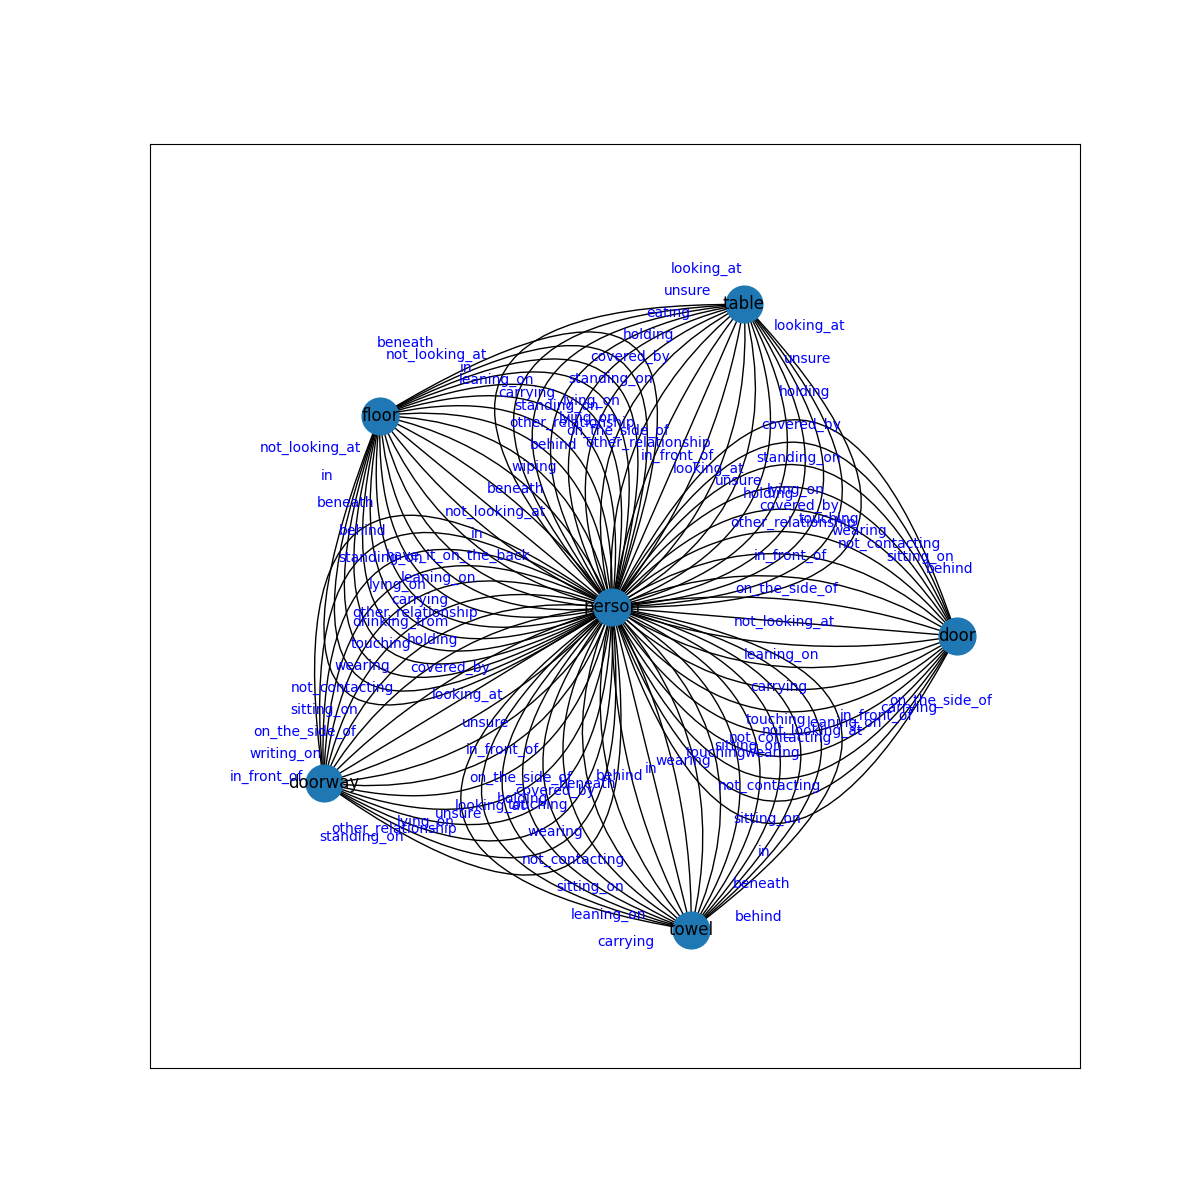 looking_at
unsure
table
eating
looking_at
holding
beneath
not_looking_at
covered_by
unsure
in
leaning_on
standing_on
carrying
holding
lying_on
standing_on
floor
lying_on
other_relationship
covered_by
on_the_side_of
behind
other_relationship
not_looking_at
in_front_of
standing_on
wiping
looking_at
in
unsure
beneath
lying_on
holding
beneath
covered_by
not_looking_at
touching
other_relationship
behind
wearing
in
not_contacting
standing_on
have_it_on_the_back
in_front_of
sitting_on
behind
leaning_on
lying_on
on_the_side_of
carrying
person
other_relationship
drinking_from
not_looking_at
door
touching
holding
leaning_on
wearing
covered_by
not_contacting
carrying
looking_at
on_the_side_of
sitting_on
carrying
in_front_of
touching
unsure
leaning_on
on_the_side_of
not_looking_at
not_contacting
sitting_on
writing_on
in_front_of
touching
wearing
wearing
in
in_front_of
doorway
on_the_side_of
behind
beneath
not_contacting
covered_by
holding
looking_at
touching
unsure
lying_on
sitting_on
other_relationship
wearing
standing_on
in
not_contacting
beneath
sitting_on
leaning_on
behind
towel
carrying